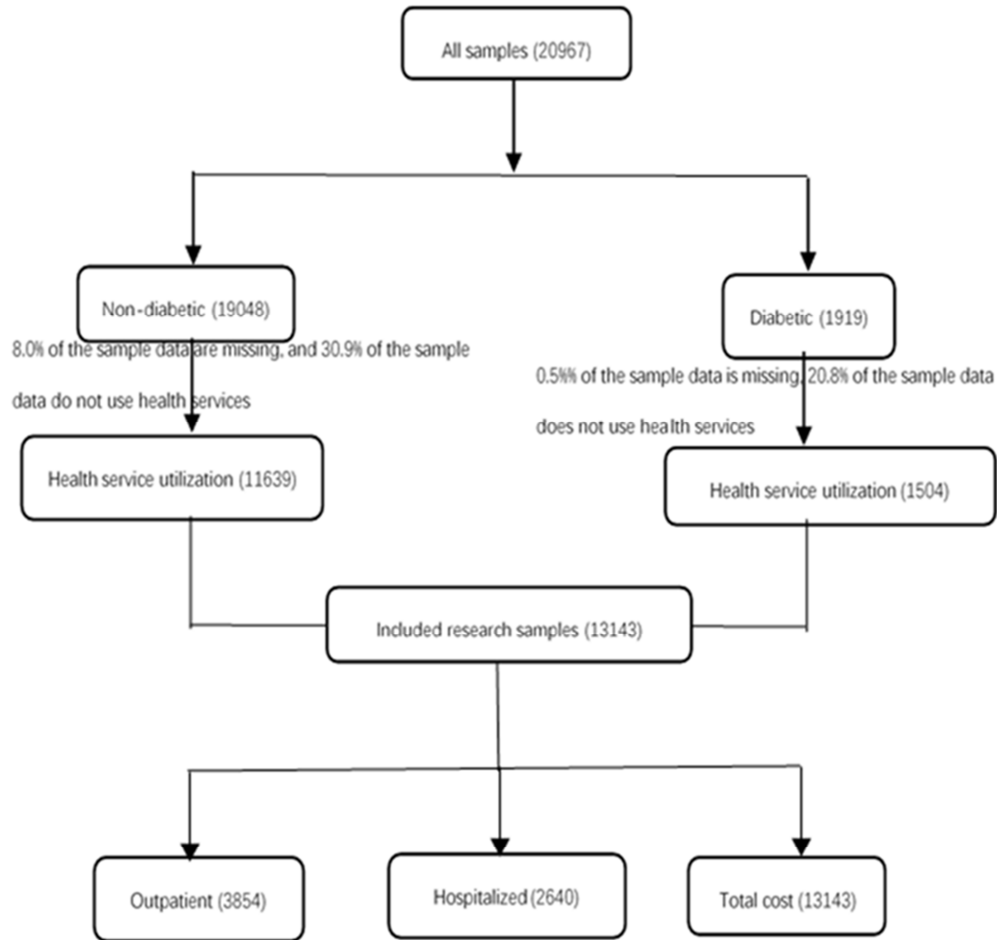 All samples (20967)
Non-diabetic (19048)
Diabetic (1919)
8.0% of the sample data are missing, and 30.9% of the sample
data do not use health services
0.5%% of the sample data is missing, 20.8% of the sample data
does not use health services
Health service utilization (11639)
Health service utilization (1504)
Included research samples (13143)
Outpatient (3854)
Hospitalized (2640)
Total cost (13143)